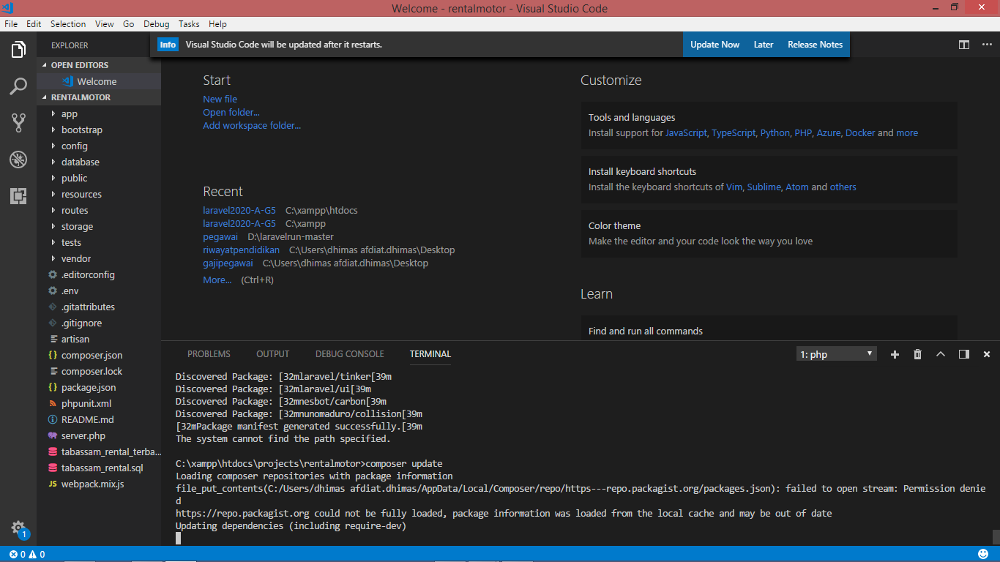 Welcome - rentalmotor - Visual Studio Code
File Edit Selection View Go Debug Tasks Help
EXPLORER
Info Visual Studio Code will be updated after it restarts. Update Now Later Release Notes
OPEN EDITORS
Welcome
RENTALMOTOR
app
bootstrap
config
database
public
resources
routes
storage
tests
vendor
.editorconfig
.env
.gitattributes
.gitignore
artisan
{} composer.json
composer.lock
{} package.json
phpunit.xml
README.md
server.php
tabassam_rental_terba...
tabassam_rental.sql
JS webpack.mix.js
1
Start
New file
Open folder...
Add workspace folder...
Recent
laravel2020-A-G5 C:\xampp\htdocs
laravel2020-A-G5 C:\xampp
pegawai D:\laravelrun-master
riwayatpendidikan C:\Users\dhimas afdiat.dhimas\Desktop
gajipegawai C:\Users\dhimas afdiat.dhimas\Desktop
More... (Ctrl+R)
Customize
Tools and languages
Install support for JavaScript, TypeScript, Python, PHP, Azure, Docker and more
Install keyboard shortcuts
Install the keyboard shortcuts of Vim, Sublime, Atom and others
Color theme
Make the editor and your code look the way you love
Learn
Find and run all commands
PROBLEMS OUTPUT DEBUG CONSOLE TERMINAL 1: php
Discovered Package: [32mlaravel/tinker[39m
Discovered Package: [32mlaravel/ui[39m
Discovered Package: [32mnesbot/carbon[39m
Discovered Package: [32mnunomaduro/collision[39m
[32mPackage manifest generated successfully.[39m
The system cannot find the path specified.
C:\xampp\htdocs\projects\rentalmotor>composer update
Loading composer repositories with package information
file_put_contents(C:/Users/dhimas afdiat.dhimas/AppData/Local/Composer/repo/https---repo.packagist.org/packages.json): failed to open stream: Permission denie
d
https://repo.packagist.org could not be fully loaded, package information was loaded from the local cache and may be out of date
Updating dependencies (including require-dev)
0 0